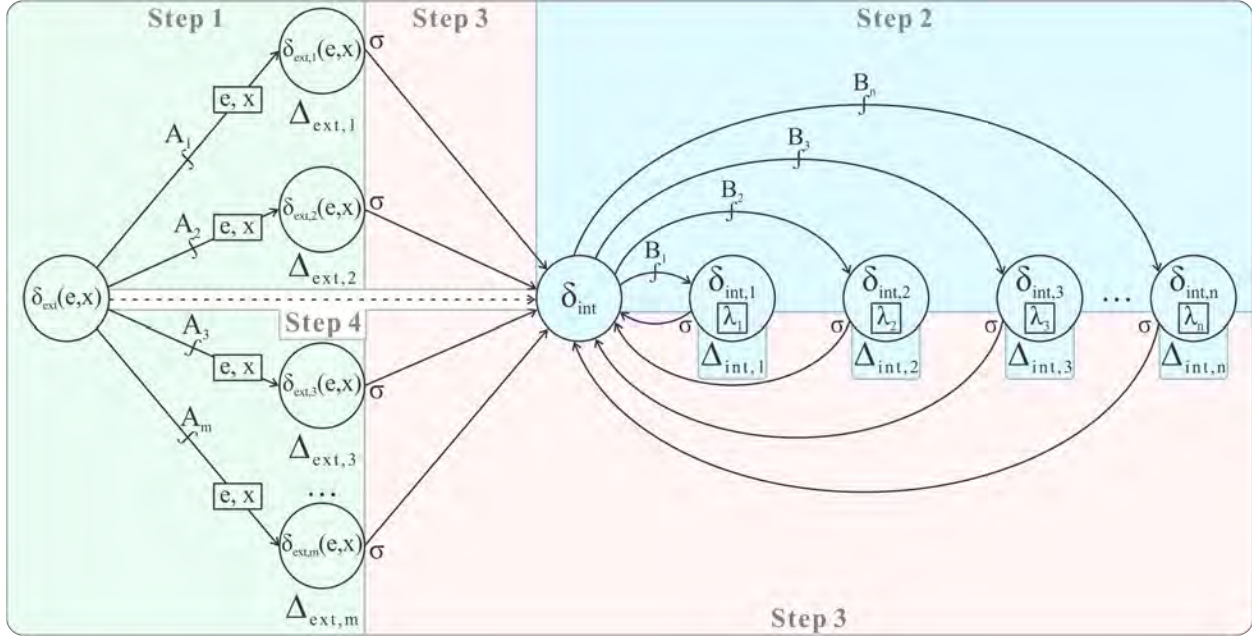 Step 1
Step 3
Step 2
δext,1(e,x)
σ
Bn
e, x
Δext,1
A1
B3
δext,2(e,x)
σ
B2
A2
e, x
Δext,2
B1
δext(e,x)
δint
δint,1
δint,2
δint,3
...
δint,n
λ1
λ2
λ3
λn
σ
σ
σ
σ
Step 4
A3
Δint,1
Δint,2
Δint,3
Δint,n
e, x
δext,3(e,x)
σ
Am
Δext,3
...
e, x
δext,m(e,x)
σ
Δext,m
Step 3